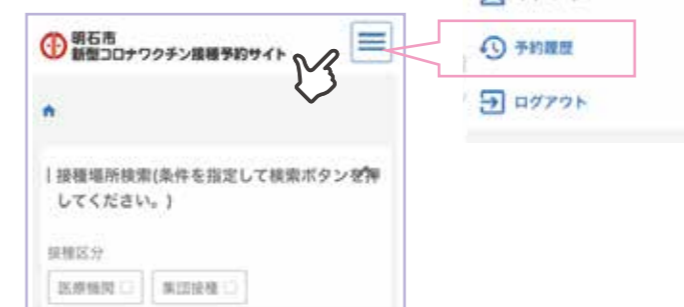 明石市
新型コロナワクチン接種予約サイト
接種場所検索(条件を指定して検索ボタンを押
してください。)
接種区分
医療機関
集団接種
予約履歴
ログアウト